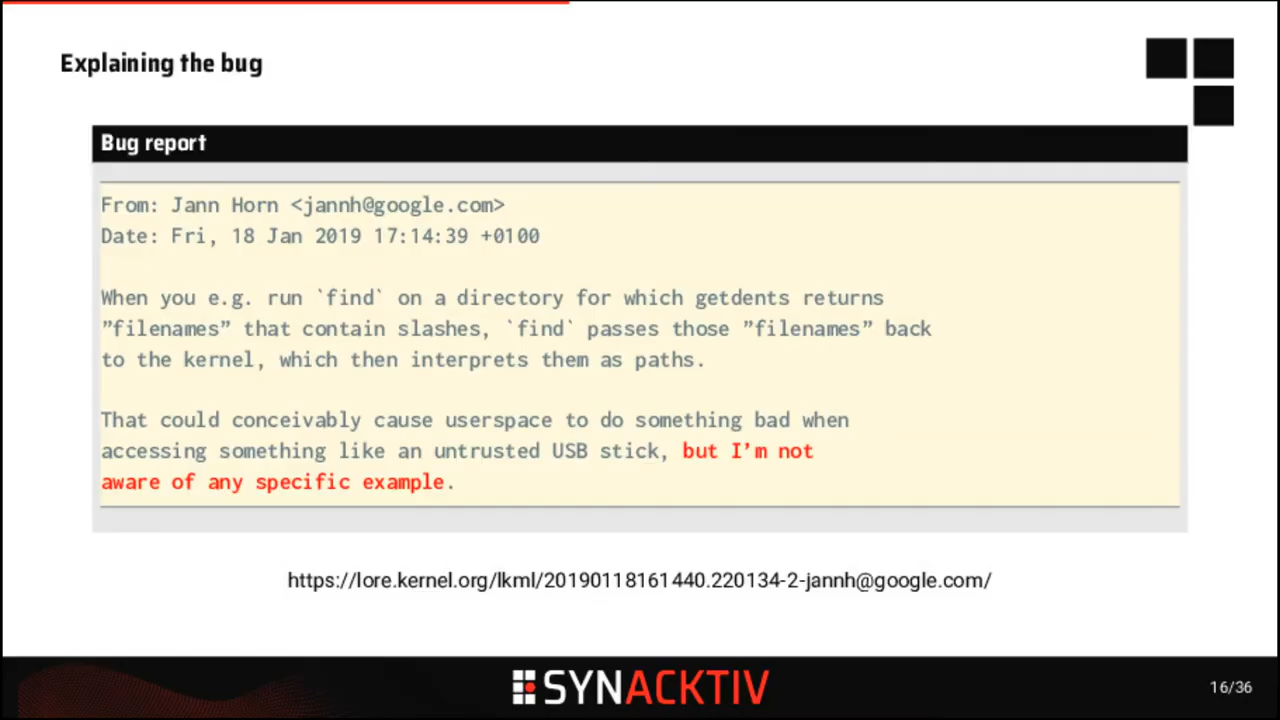 Explaining the bug
Bug report
From: Jann Horn <jannh@google.com>
Date: Fri, 18 Jan 2019 17:14:39 +0100
When you e.g. run `find` on a directory for which getdents returns
”filenames” that contain slashes, `find` passes those ”filenames” back
to the kernel, which then interprets them as paths.
That could conceivably cause userspace to do something bad when
accessing something like an untrusted USB stick, but I’m not
aware of any specific example.
https://lore.kernel.org/lkml/20190118161440.220134-2-jannh@google.com/
SYNACKTIV
16/36